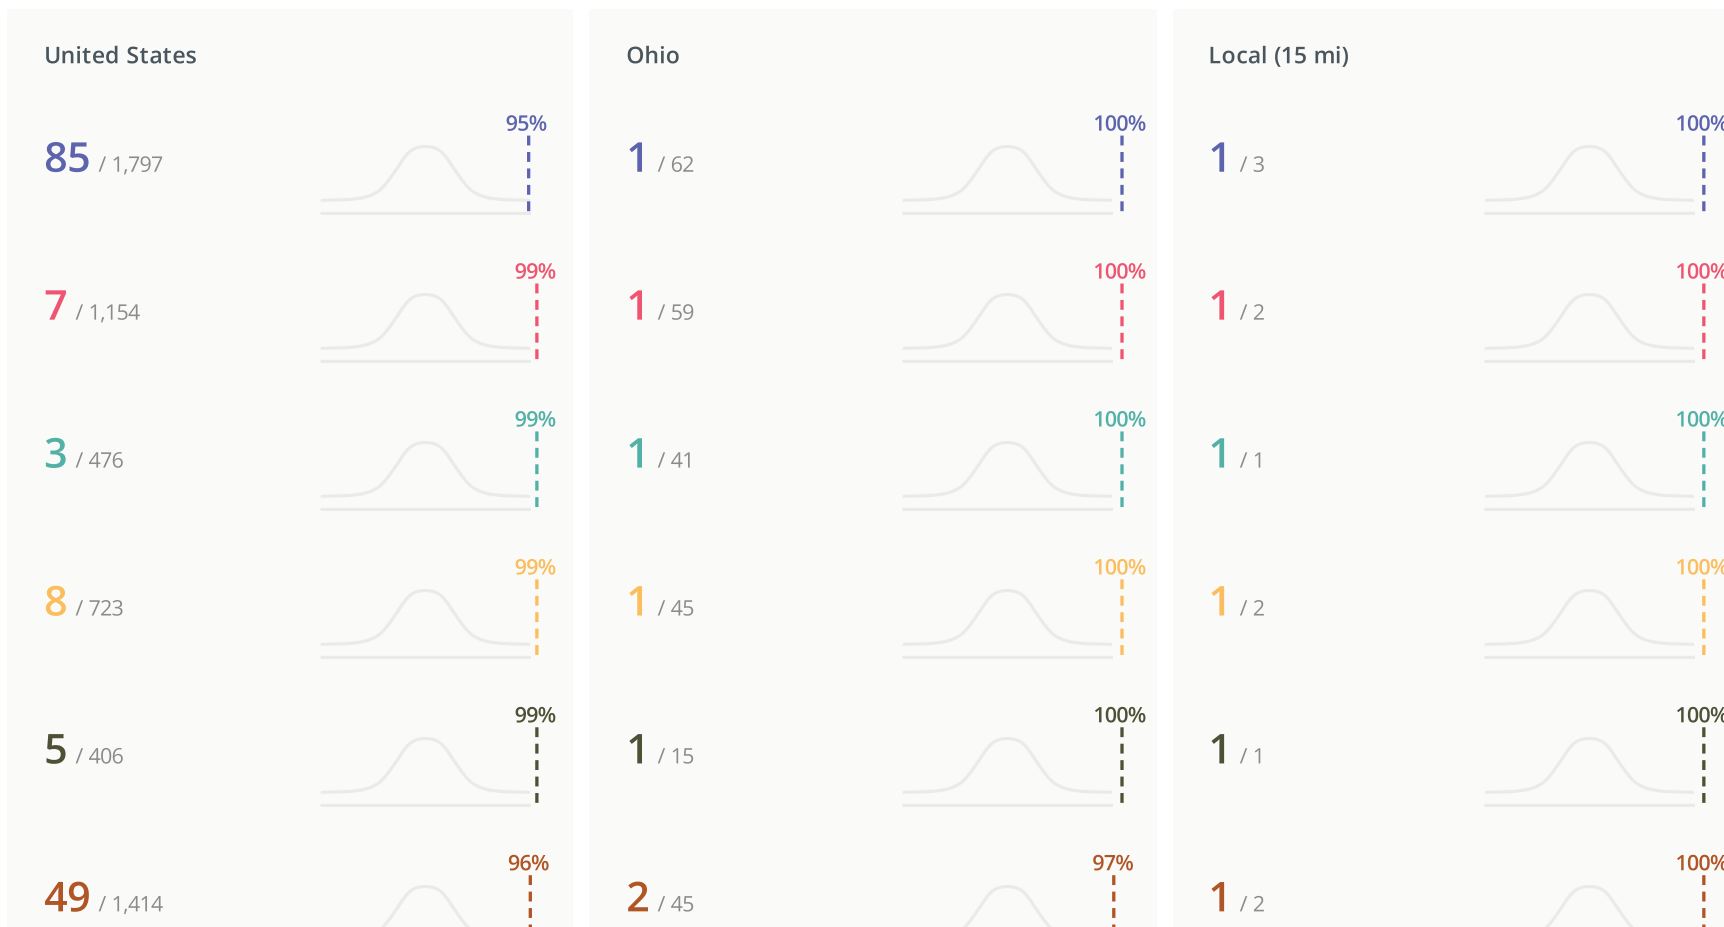 United States
95%
85 / 1,797
99%
7 / 1,154
99%
3 / 476
99%
8 / 723
99%
5 / 406
96%
49 / 1,414
Ohio
100%
1 / 62
100%
1 / 59
100%
1 / 41
100%
1 / 45
100%
1 / 15
97%
2 / 45
Local (15 mi)
100%
1 / 3
100%
1 / 2
100%
1 / 1
100%
1 / 2
100%
1 / 1
100%
1 / 2